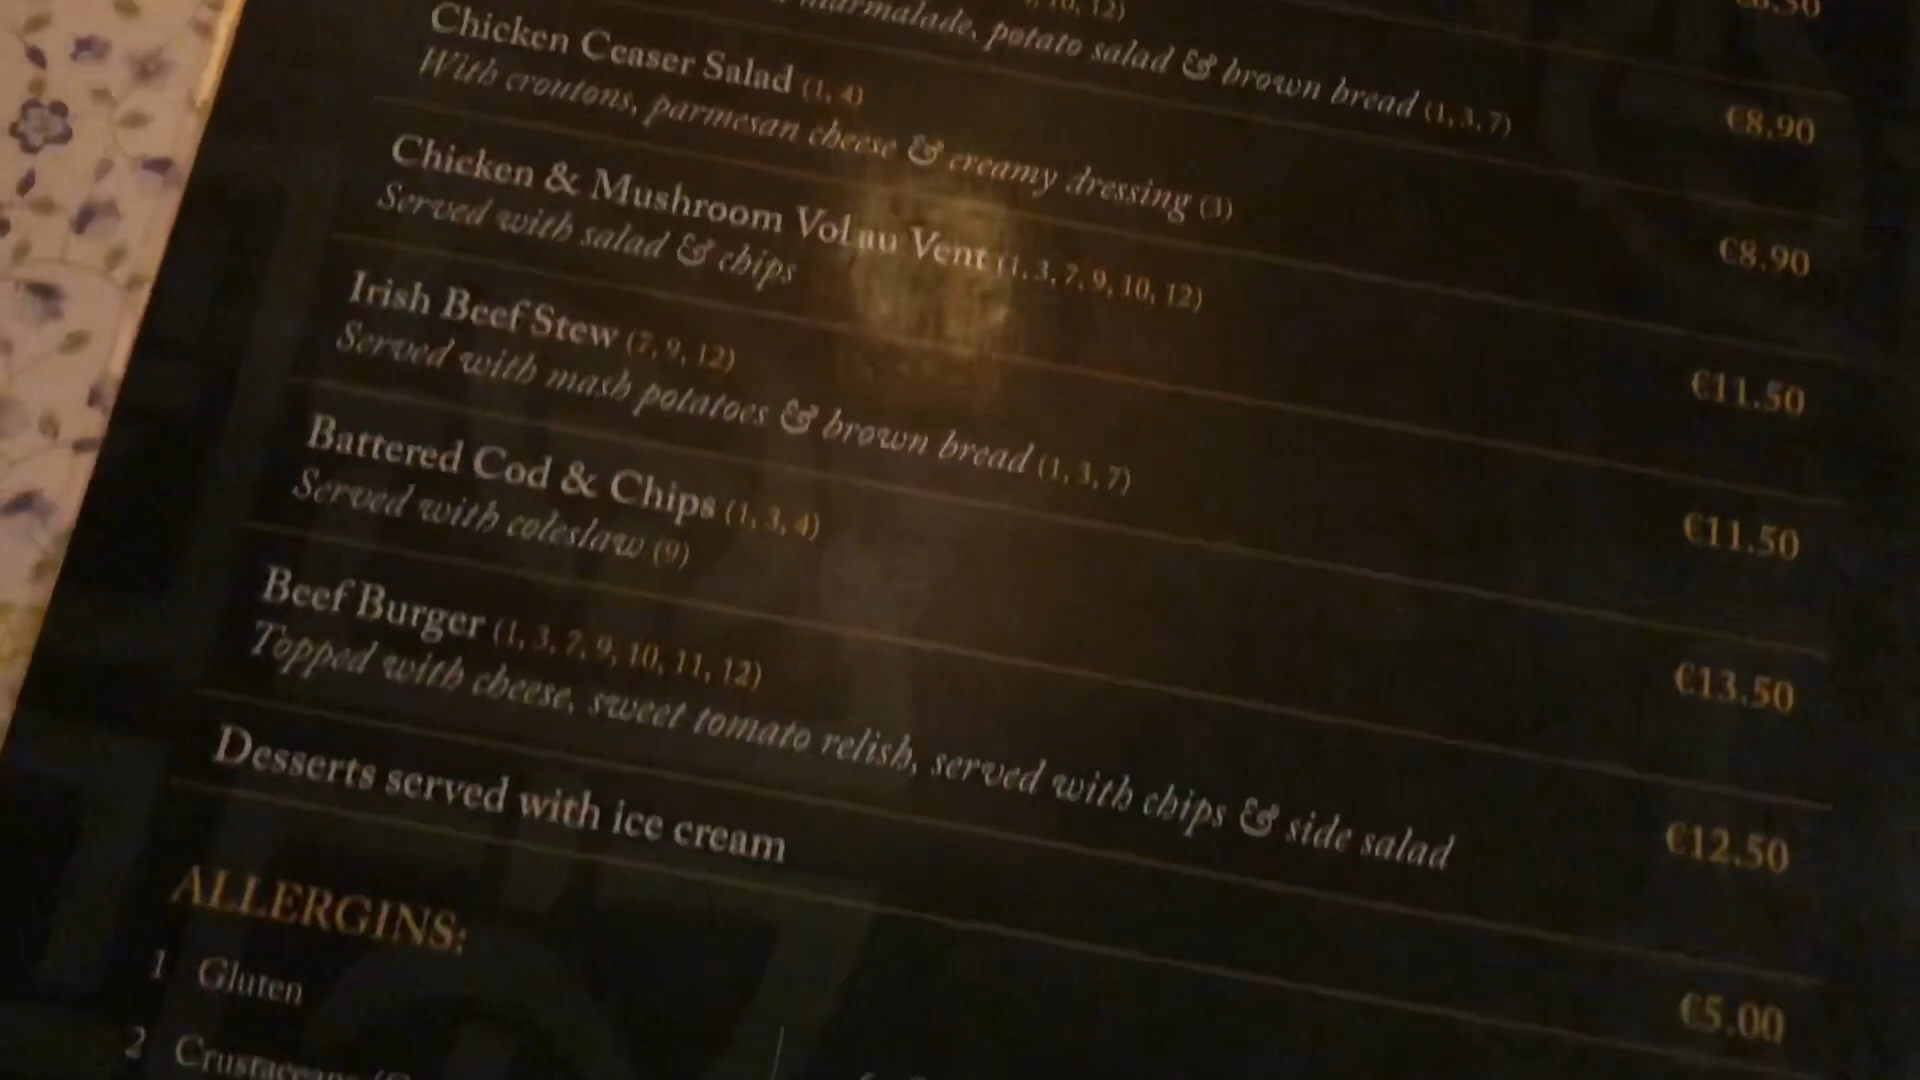 10, 12)
marmalade, potato salad & brown bread (1, 3, 7)
€8.90
Chicken Ceaser Salad (1, 4)
With croutons, parmesan cheese & creamy dressing (3)
€8.90
Chicken & Mushroom Vol au Vent (1, 3, 7, 9, 10, 12)
Served with salad & chips
€11.50
Irish Beef Stew (7, 9, 12)
Served with mash potatoes & brown bread (1, 3, 7)
€11.50
Battered Cod & Chips (1, 3, 4)
Served with coleslaw (9)
€13.50
Beef Burger (1, 3, 7, 9, 10, 11, 12)
Topped with cheese, sweet tomato relish, served with chips & side salad
€12.50
Desserts served with ice cream
€5.00
ALLERGINS:
1 Gluten
2 Crustaceans